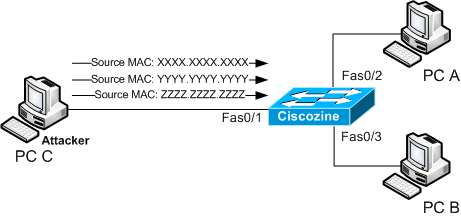 Source MAC: XXXX.XXXX.XXXX
Source MAC: YYYY.YYYY.YYYY
Source MAC: ZZZZ.ZZZZ.ZZZZ
Fas0/2
PC A
Ciscozine
Fas0/1
Attacker
PC C
Fas0/3
PC B